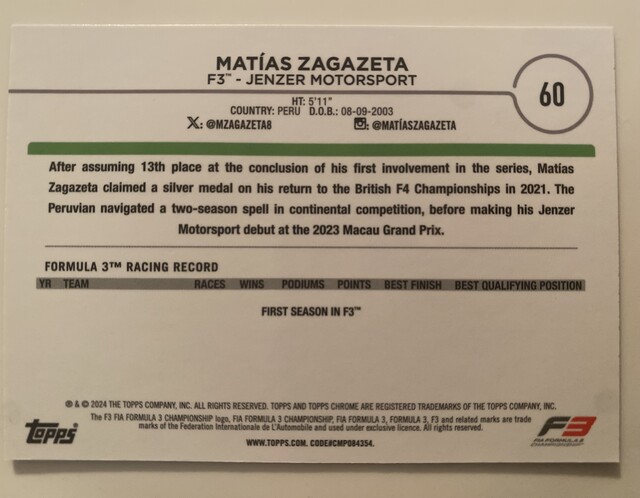 MATÍAS ZAGAZETA
F3™ - JENZER MOTORSPORT
60
HT: 5'11"
COUNTRY: PERU D.O.B.: 08-09-2003
X: @MZAGAZETA8 : @MATÍASZAGAZETA
After assuming 13th place at the conclusion of his first involvement in the series, Matías
Zagazeta claimed a silver medal on his return to the British F4 Championships in 2021. The
Peruvian navigated a two-season spell in continental competition, before making his Jenzer
Motorsport debut at the 2023 Macau Grand Prix.
FORMULA 3™ RACING RECORD
YR TEAM RACES WINS PODIUMS POINTS BEST FINISH BEST QUALIFYING POSITION
FIRST SEASON IN F3™
® & © 2024 THE TOPPS COMPANY, INC. ALL RIGHTS RESERVED. TOPPS AND TOPPS CHROME ARE REGISTERED TRADEMARKS OF THE TOPPS COMPANY, INC.
The F3 FIA FORMULA 3 CHAMPIONSHIP logo, FIA FORMULA 3 CHAMPIONSHIP, FIA FORMULA 3, FORMULA 3, F3 and related marks are trade
marks of the Federation Internationale de L'Automobile and used under exclusive licence. All rights reserved.
WWW.TOPPS.COM. CODE#CMP084354.
Topps
F3
FIA FORMULA 3
CHAMPIONSHIP